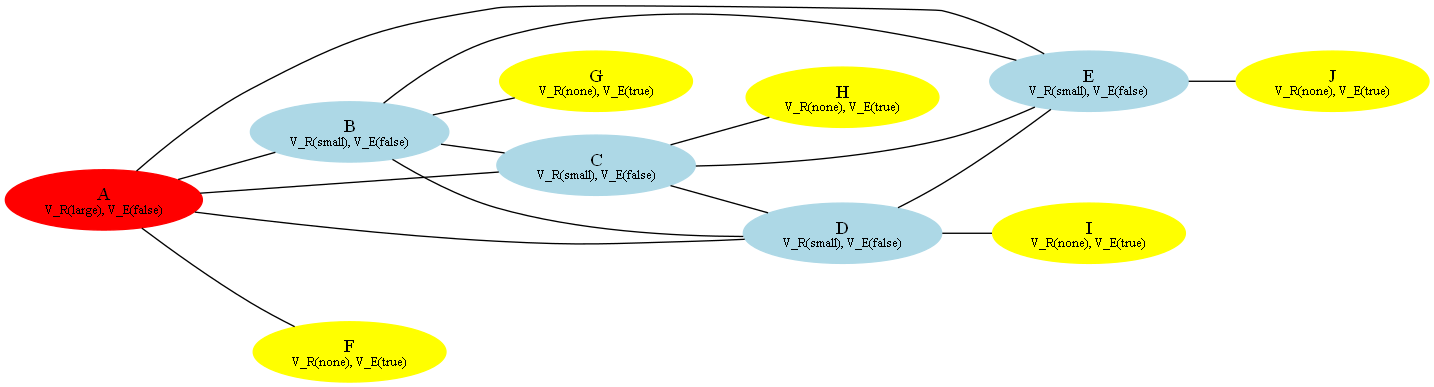 A
V_R(large), V_E(false)
B
V_R(small), V_E(false)
C
V_R(small), V_E(false)
D
V_R(small), V_E(false)
E
V_R(small), V_E(false)
F
V_R(none), V_E(true)
G
V_R(none), V_E(true)
H
V_R(none), V_E(true)
I
V_R(none), V_E(true)
J
V_R(none), V_E(true)